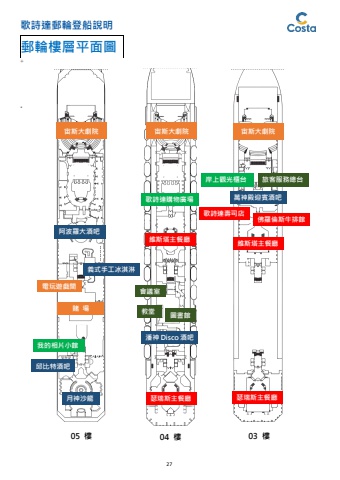 歌詩達郵輪登船說明
Costa
郵輪樓層平面圖
宙斯大劇院
宙斯大劇院
宙斯大劇院
岸上觀光櫃台
旅客服務總台
歌詩達購物廣場
萬神殿迎賓酒吧
歌詩達壽司店
佛羅倫斯牛排館
阿波羅大酒吧
維斯塔主餐廳
維斯塔主餐廳
義式手工冰淇淋
電玩遊戲間
會議室
賭 場
教堂
圖書館
我的相片小館
潘神 Disco 酒吧
邱比特酒吧
月神沙龍
瑟瑞斯主餐廳
瑟瑞斯主餐廳
05 樓
04 樓
03 樓
27